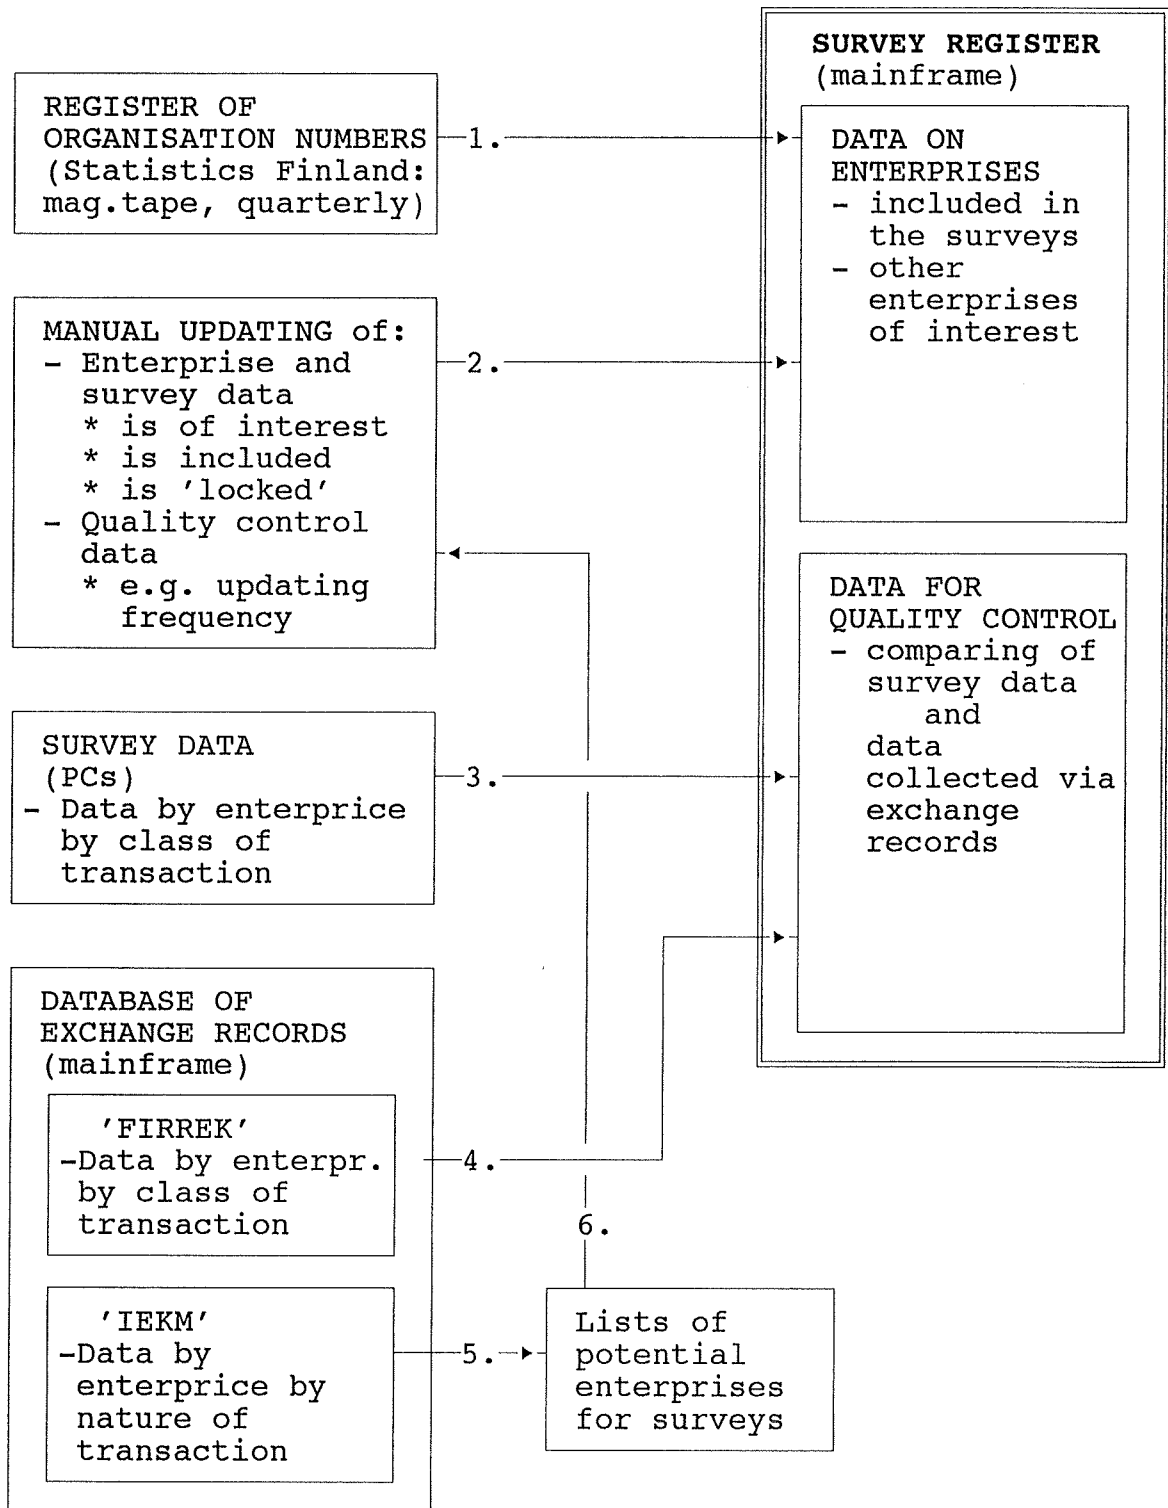 SURVEY REGISTER
(mainframe)
REGISTER OF
ORGANISATION NUMBERS
(Statistics Finland:
mag.tape, quarterly)
1.
DATA ON
ENTERPRISES
- included in
the surveys
- other
enterprises
of interest
MANUAL UPDATING of:
- Enterprise and
survey data
* is of interest
* is included
* is 'locked'
- Quality control
data
* e.g. updating
frequency
2.
DATA FOR
QUALITY CONTROL
- comparing of
survey data
and
data
collected via
exchange
records
SURVEY DATA
(PCs)
- Data by enterprice
by class of
transaction
3.
DATABASE OF
EXCHANGE RECORDS
(mainframe)
'FIRREK'
-Data by enterpr.
by class of
transaction
4.
6.
'IEKM'
-Data by
enterprice by
nature of
transaction
5.
Lists of
potential
enterprises
for surveys